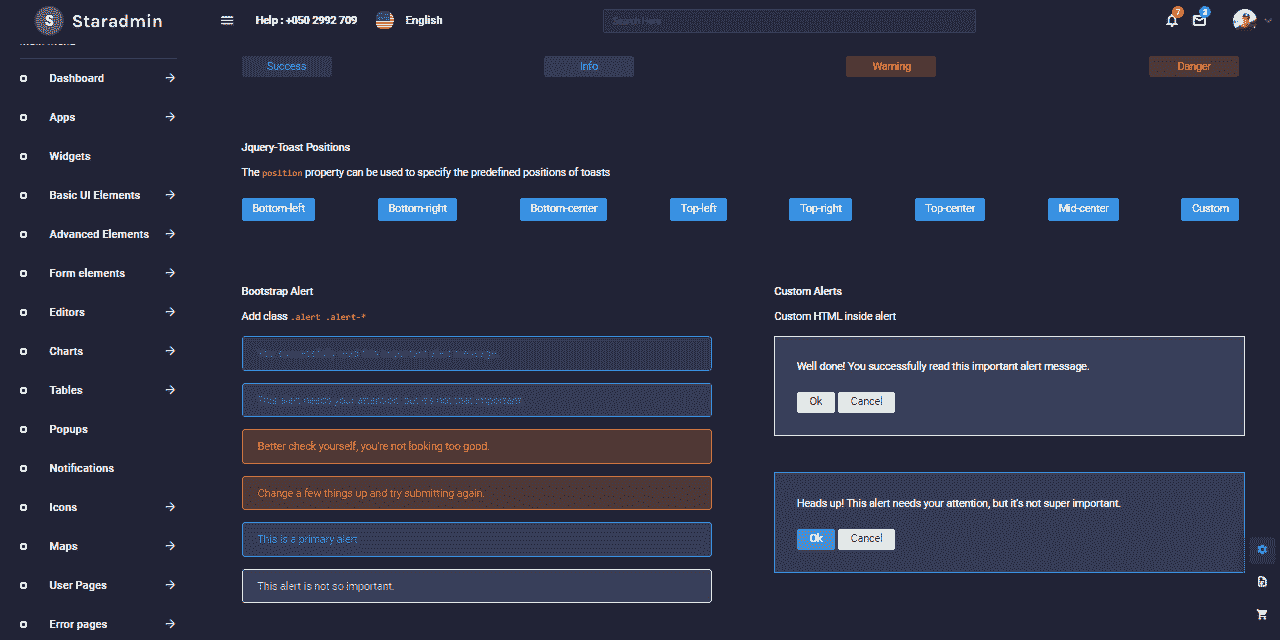 Staradmin
Help : +050 2992 709
English
Search Here
7
3
Dashboard
Apps
Widgets
Basic UI Elements
Advanced Elements
Form elements
Editors
Charts
Tables
Popups
Notifications
Icons
Maps
User Pages
Error pages
Success
Info
Warning
Danger
Jquery-Toast Positions
The position property can be used to specify the predefined positions of toasts
Bottom-left
Bottom-right
Bottom-center
Top-left
Top-right
Top-center
Mid-center
Custom
Bootstrap Alert
Add class .alert .alert-*
You successfully read this important alert message.
This alert needs your attention, but it's not that important.
Better check yourself, you're not looking too good.
Change a few things up and try submitting again.
This is a primary alert
This alert is not so important.
Custom Alerts
Custom HTML inside alert
Well done! You successfully read this important alert message.
Ok
Cancel
Heads up! This alert needs your attention, but it's not super important.
Ok
Cancel